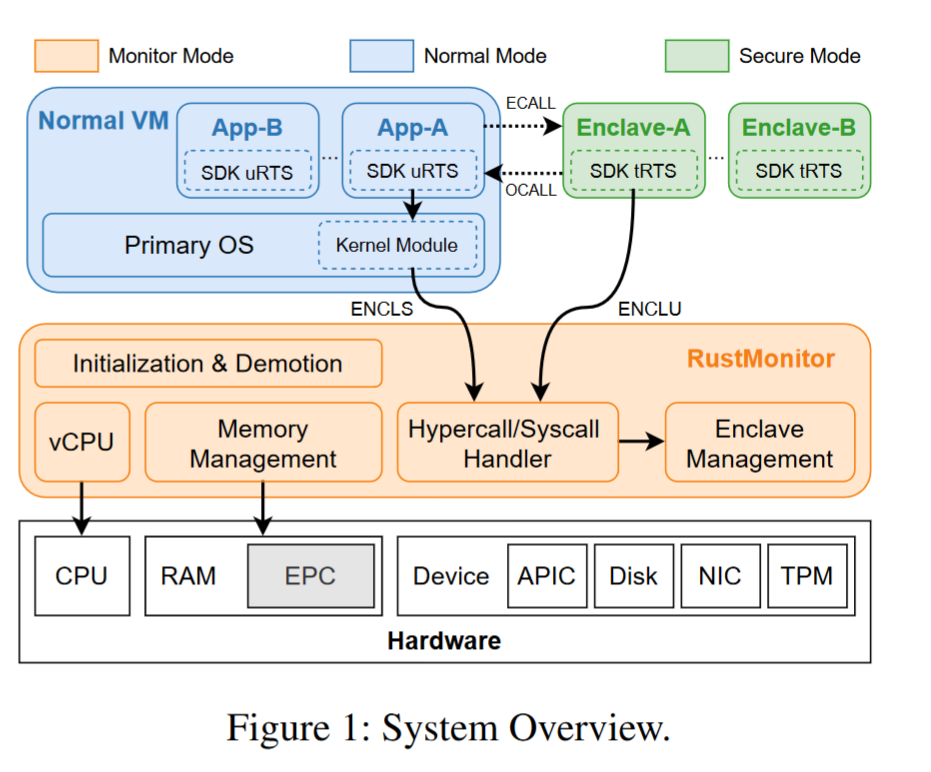 Monitor Mode
Normal Mode
Secure Mode
Normal VM
App-B
SDK uRTS
...
App-A
SDK uRTS
ECALL
OCALL
Enclave-A
SDK tRTS
...
Enclave-B
SDK tRTS
Primary OS
Kernel Module
ENCLS
ENCLU
Initialization & Demotion
RustMonitor
vCPU
Memory
Management
Hypercall/Syscall
Handler
Enclave
Management
CPU
RAM
EPC
Device
APIC
Disk
NIC
TPM
Hardware
Figure 1: System Overview.